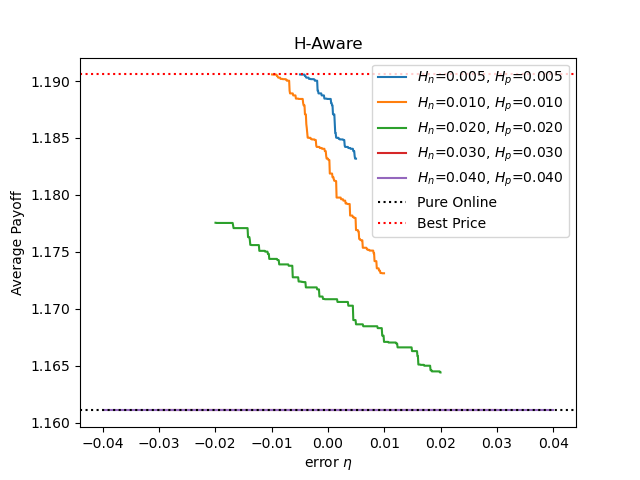 H-Aware
Average Payoff
1.190
1.185
1.180
1.175
1.170
1.165
1.160
−0.04 −0.03 −0.02 −0.01 0.00 0.01 0.02 0.03 0.04
error η
Hn=0.005, Hp=0.005
Hn=0.010, Hp=0.010
Hn=0.020, Hp=0.020
Hn=0.030, Hp=0.030
Hn=0.040, Hp=0.040
Pure Online
Best Price